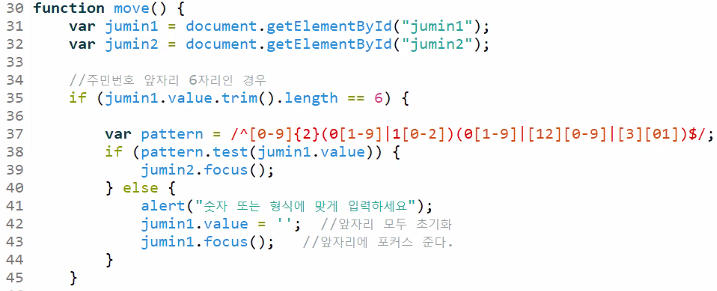 30 function move() {
31 var jumin1 = document.getElementById("jumin1");
32 var jumin2 = document.getElementById("jumin2");
33
34 //주민번호 앞자리 6자리인 경우
35 if (jumin1.value.trim().length == 6) {
36
37 var pattern = /^[0-9]{2}(0[1-9]|1[0-2])(0[1-9]|[12][0-9]|[3][01])$/;
38 if (pattern.test(jumin1.value)) {
39 jumin2.focus();
40 } else {
41 alert("숫자 또는 형식에 맞게 입력하세요");
42 jumin1.value = ''; //앞자리 모두 초기화
43 jumin1.focus(); //앞자리에 포커스 준다.
44 }
45 }